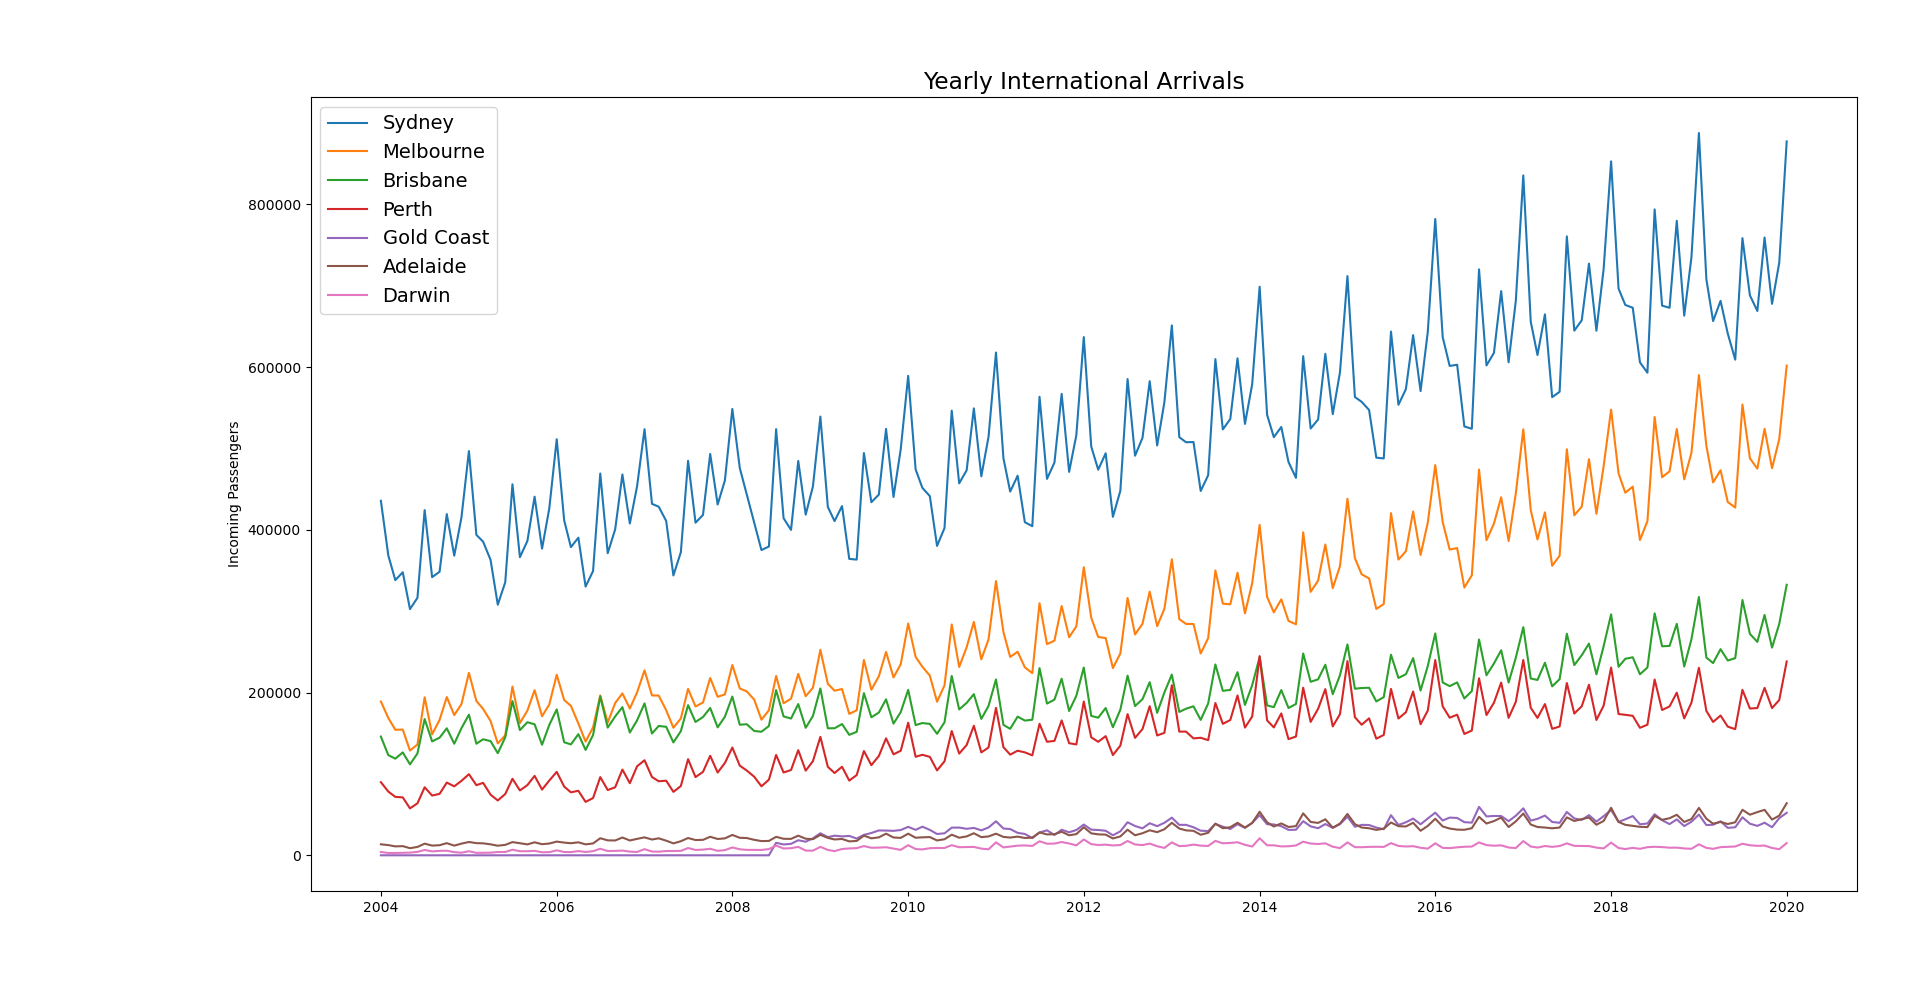 Yearly International Arrivals
Sydney
Melbourne
Brisbane
Perth
Gold Coast
Adelaide
Darwin
Incoming Passengers
800000
600000
400000
200000
0
2004 2006 2008 2010 2012 2014 2016 2018 2020